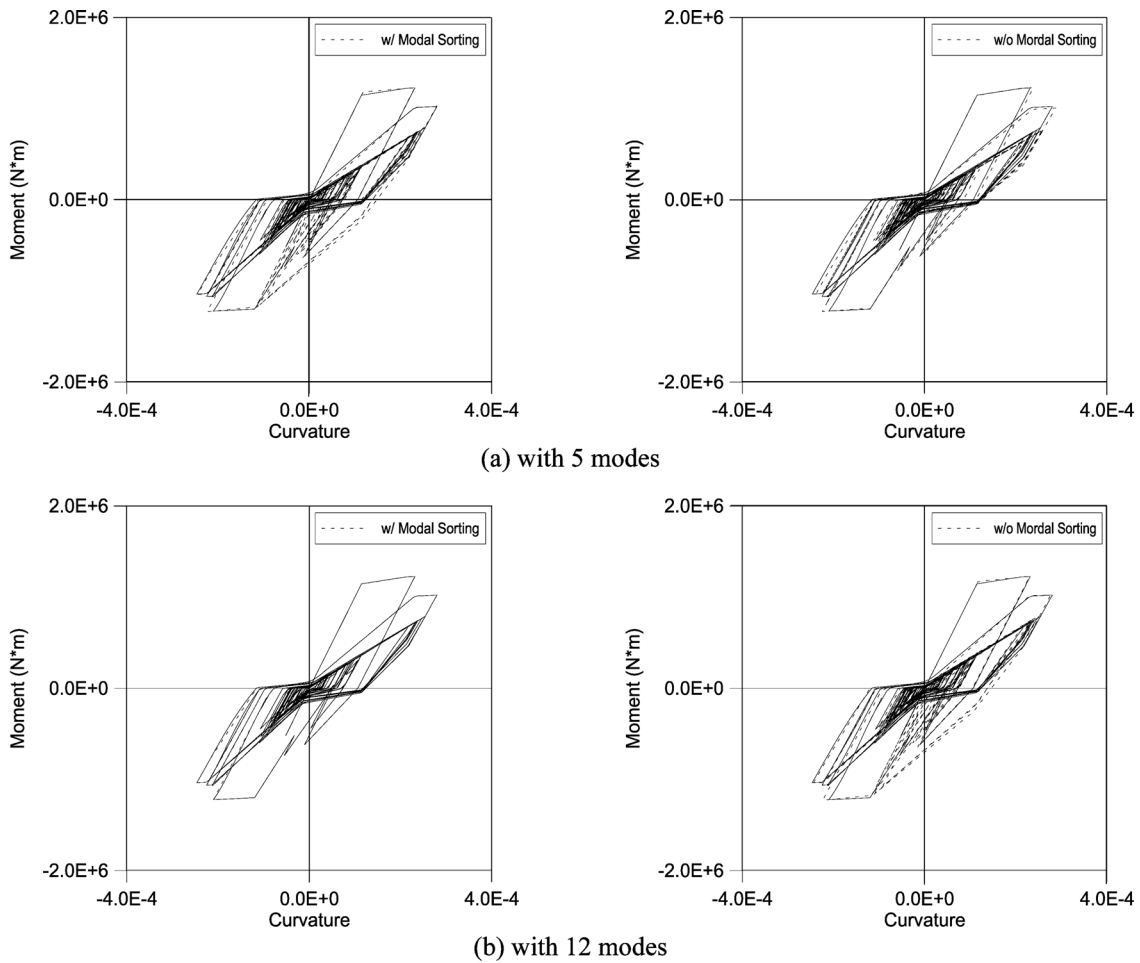 2.0E+6
w/ Modal Sorting
Moment (N*m)
0.0E+0
-2.0E+6
-4.0E-4
0.0E+0
4.0E-4
Curvature
2.0E+6
w/o Mordal Sorting
Moment (N*m)
0.0E+0
-2.0E+6
-4.0E-4
0.0E+0
4.0E-4
Curvature
(a) with 5 modes
2.0E+6
w/ Modal Sorting
Moment (N*m)
0.0E+0
-2.0E+6
-4.0E-4
0.0E+0
4.0E-4
Curvature
2.0E+6
w/o Mordal Sorting
Moment (N*m)
0.0E+0
-2.0E+6
-4.0E-4
0.0E+0
4.0E-4
Curvature
(b) with 12 modes